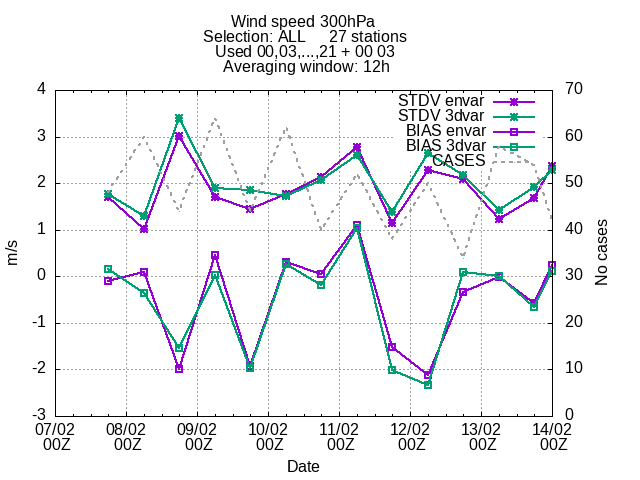 Wind speed 300hPa
Selection: ALL 27 stations
Used 00,03,...,21 + 00 03
Averaging window: 12h
STDV envar
STDV 3dvar
BIAS envar
BIAS 3dvar
CASES
4
3
2
1
0
-1
-2
-3
m/s
70
60
50
40
30
20
10
0
No cases
07/02 08/02 09/02 10/02 11/02 12/02 13/02 14/02
00Z 00Z 00Z 00Z 00Z 00Z 00Z 00Z
Date